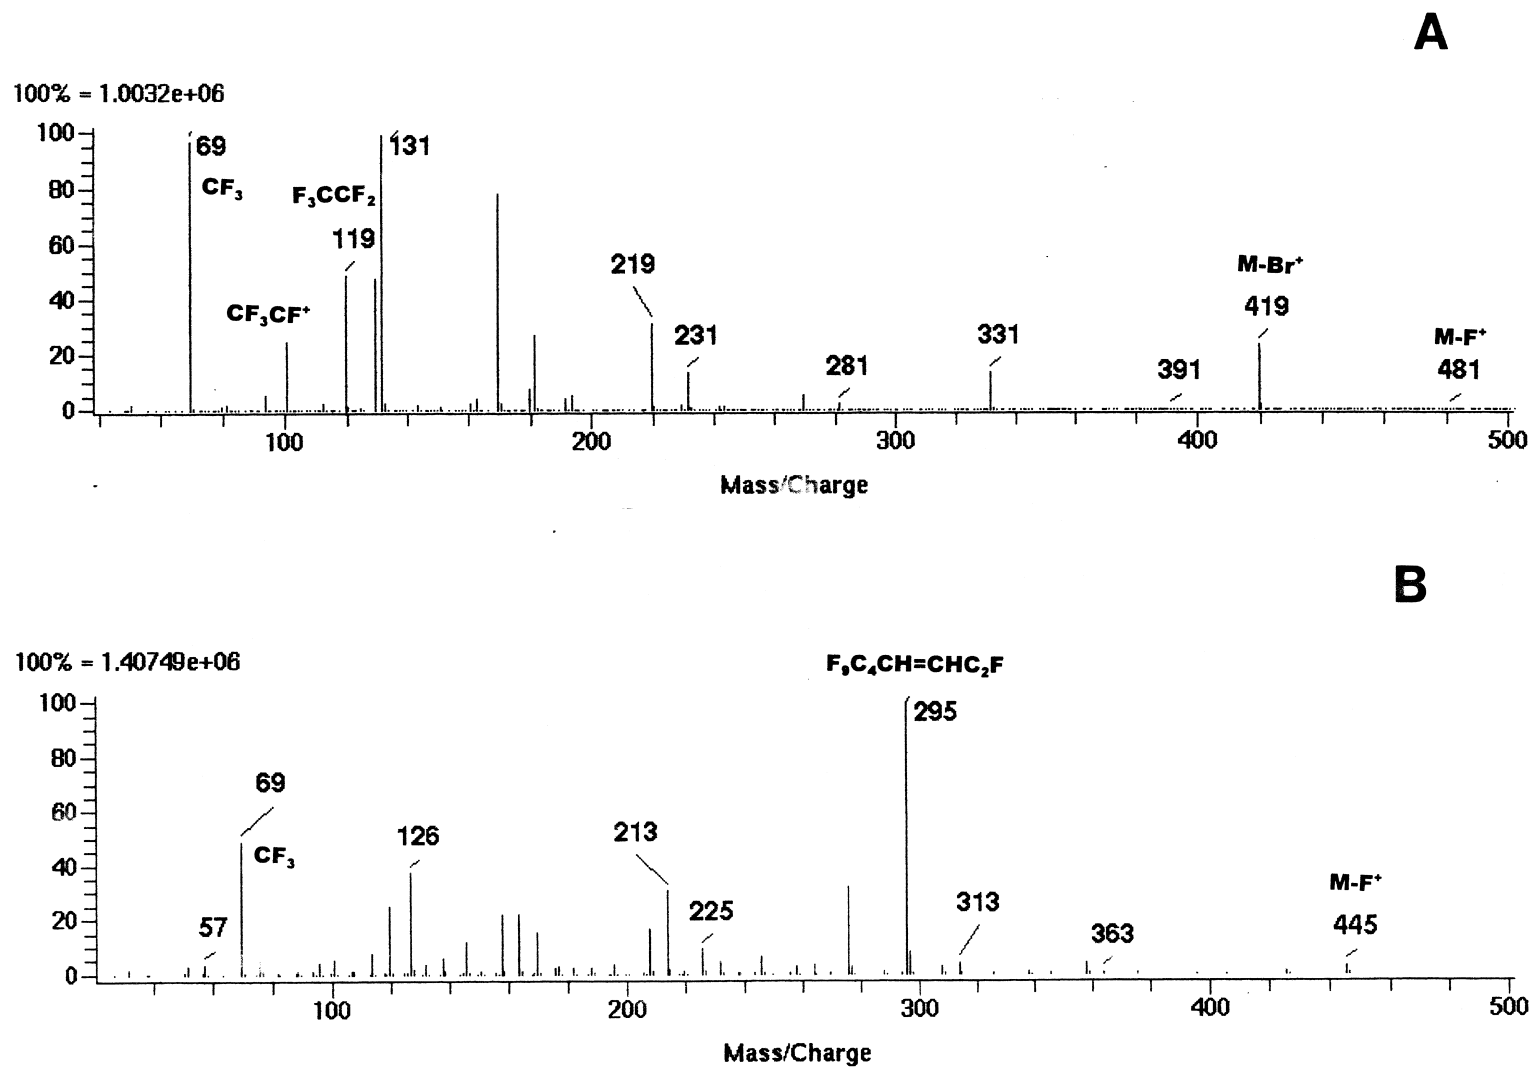 A
100% = 1.0032e+06
100
80
60
40
20
0
69
CF₃
F₃CCF₂
119
131
CF₃CF⁺
219
231
281
331
391
M-Br⁺
419
M-F⁺
481
100
200
300
400
500
Mass/Charge
B
100% = 1.40749e+06
100
80
60
40
20
0
57
69
CF₃
126
213
225
F₉C₄CH=CHC₂F
295
313
363
M-F⁺
445
100
200
300
400
500
Mass/Charge